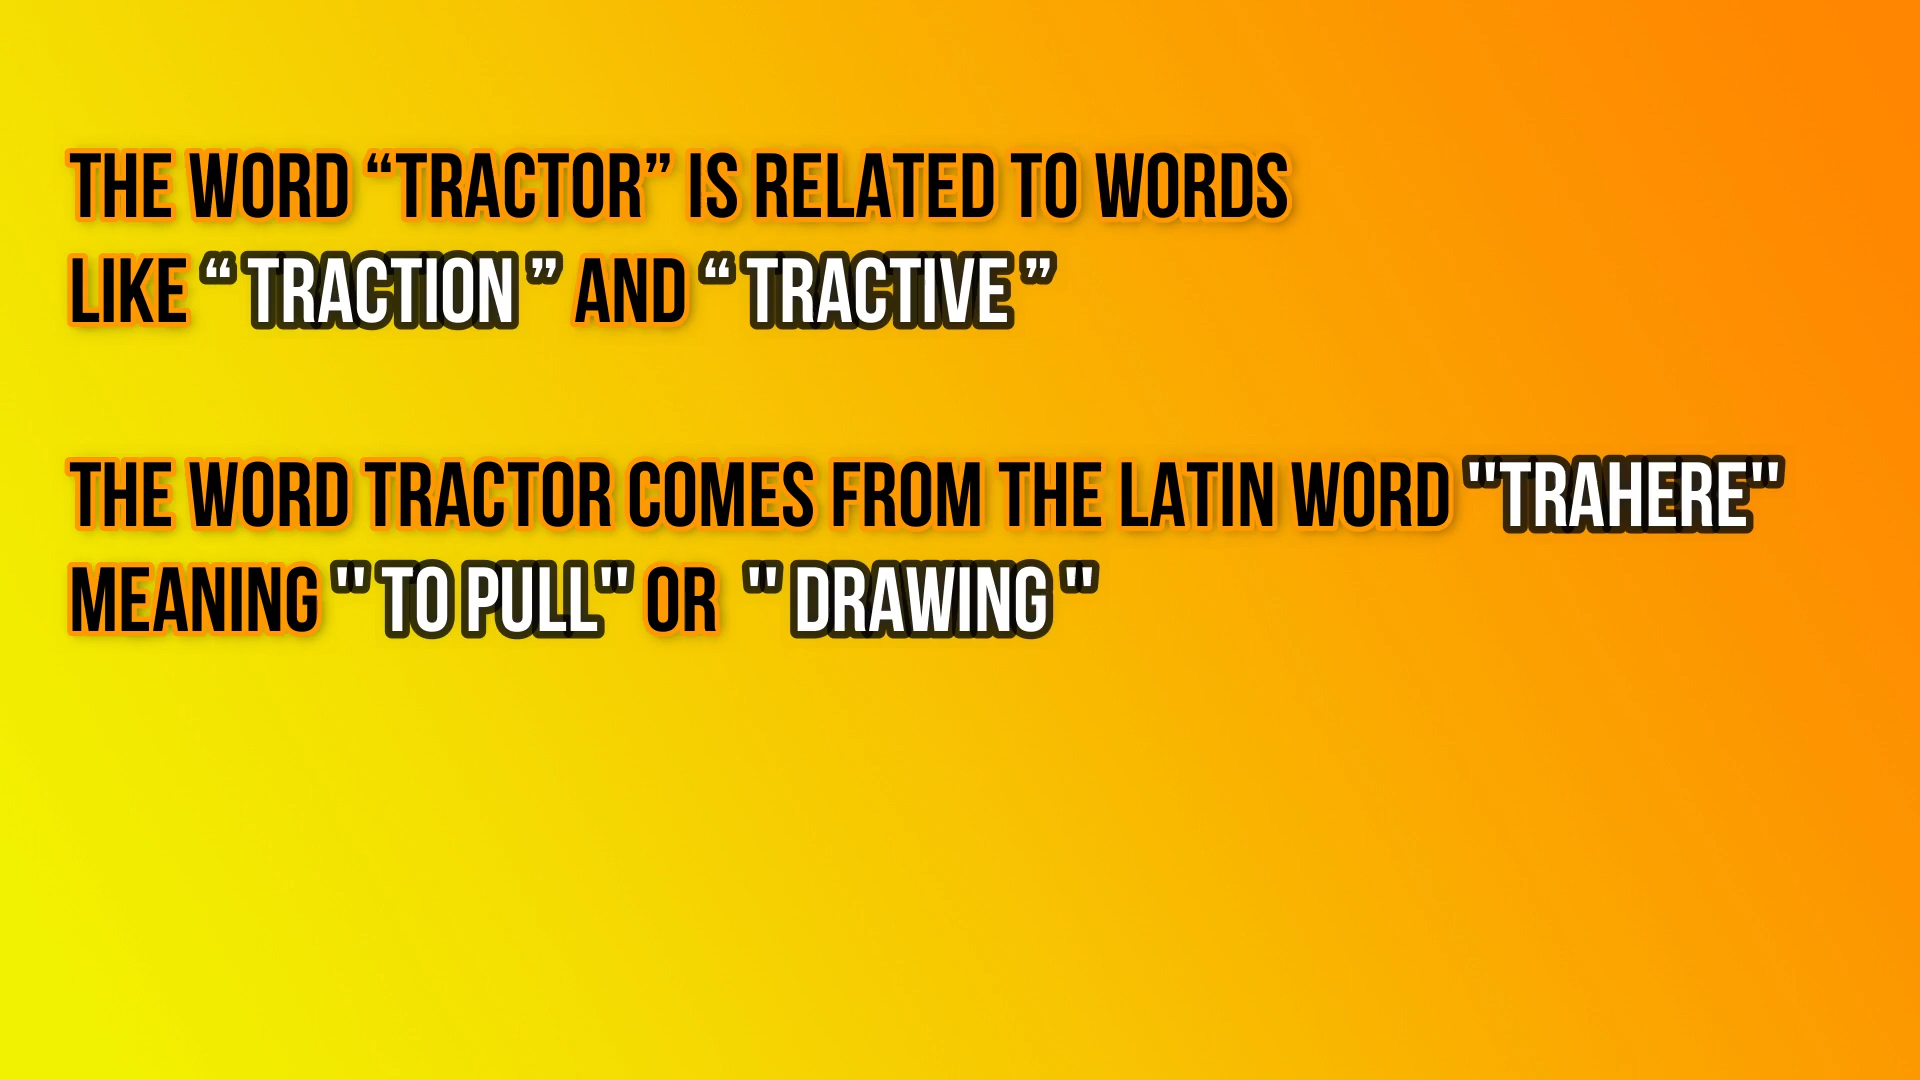 THE WORD “TRACTOR” IS RELATED TO WORDS
LIKE “ TRACTION ” AND “ TRACTIVE ”
THE WORD TRACTOR COMES FROM THE LATIN WORD "TRAHERE"
MEANING " TO PULL" OR " DRAWING "